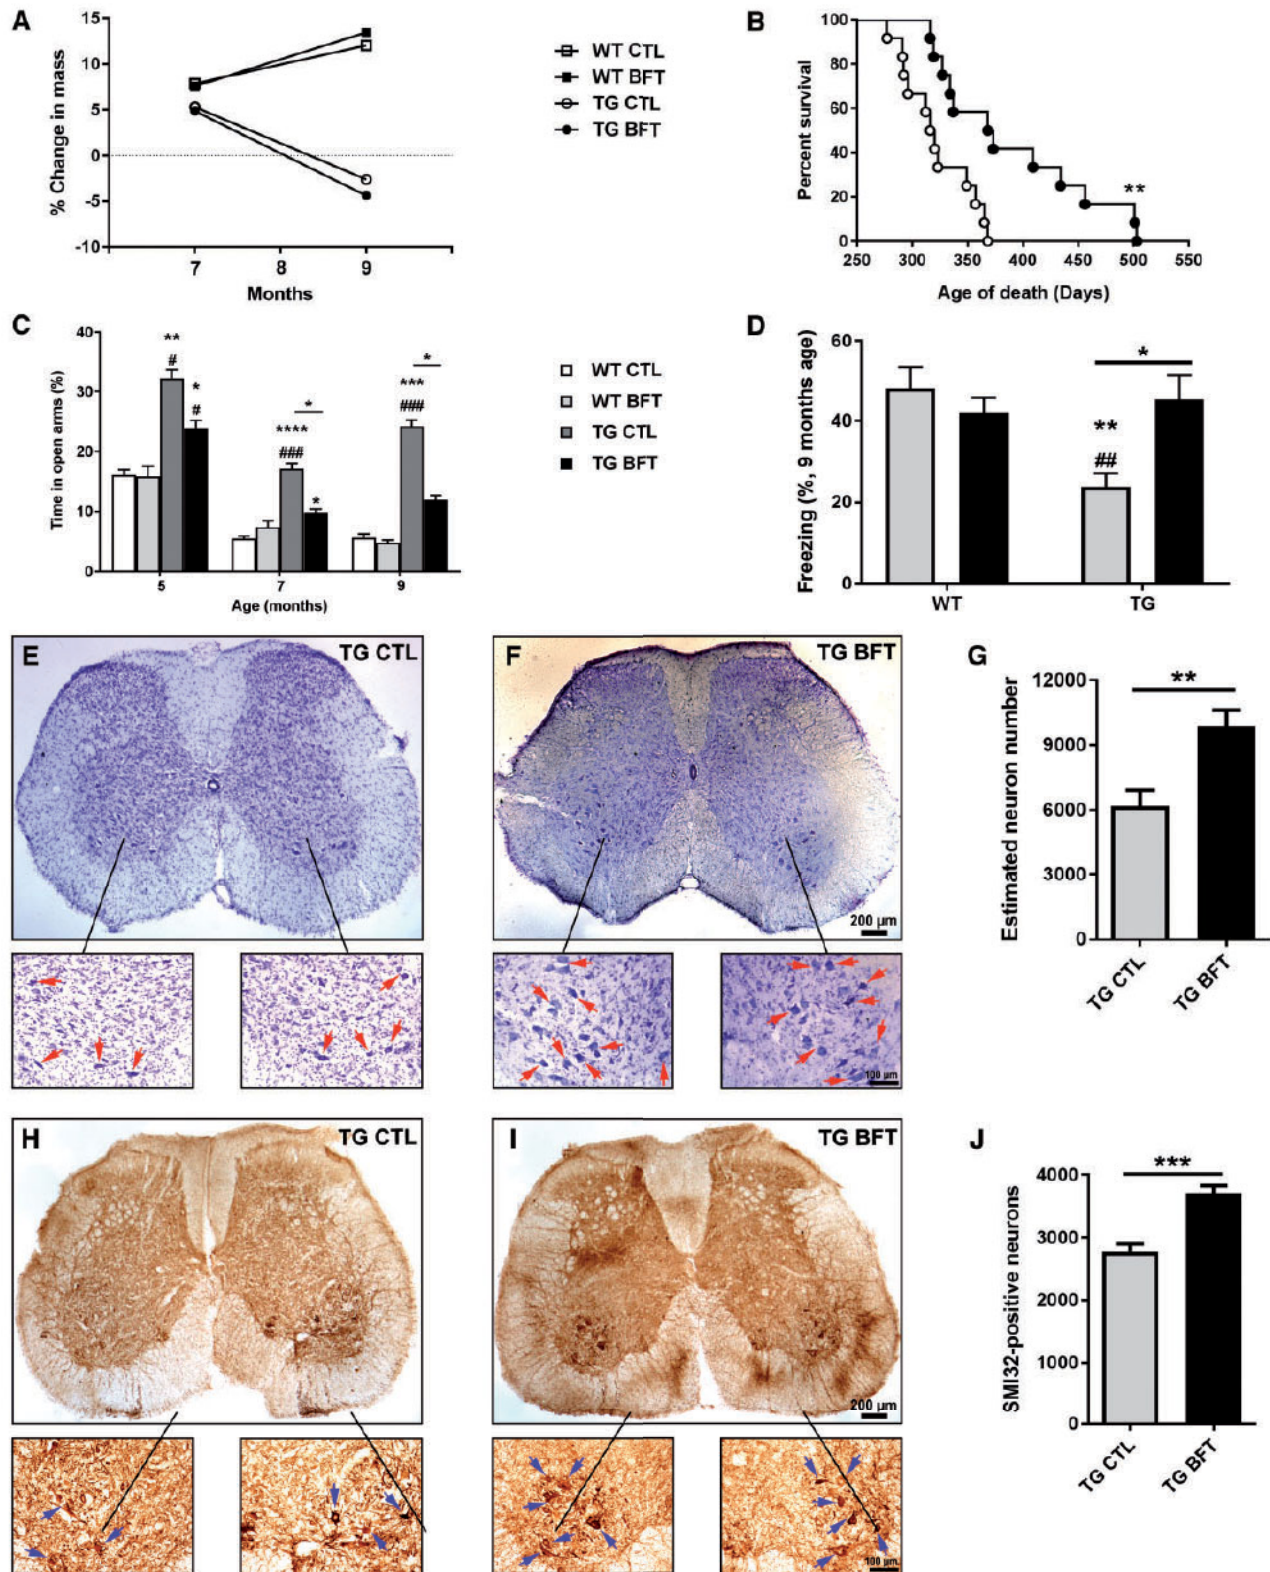 A
15
10
5
0
-5
-10
% Change in mass
7
8
9
Months
WT CTL
WT BFT
TG CTL
TG BFT
B
100
80
60
40
20
0
Percent survival
**
250
300
350
400
450
500
550
Age of death (Days)
C
40
30
20
10
0
Time in open arms (%)
**
#
*
#
****
###
*
*
***
###
*
5
7
9
Age (months)
WT CTL
WT BFT
TG CTL
TG BFT
D
60
40
20
0
Freezing (%, 9 months age)
*
**
##
WT
TG
E
TG CTL
F
TG BFT
200 µm
100 µm
G
12000
9000
6000
3000
0
Estimated neuron number
**
TG CTL
TG BFT
H
TG CTL
I
TG BFT
200 µm
100 µm
J
4000
3000
2000
1000
0
SMI32-positive neurons
***
TG CTL
TG BFT